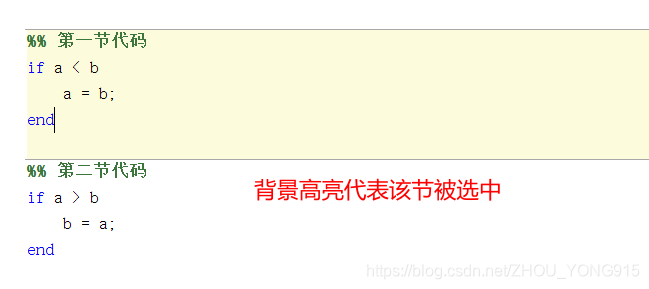 %% 第一节代码
if a < b
    a = b;
end
%% 第二节代码
背景高亮代表该节被选中
if a > b
    b = a;
end
https://blog.csdn.net/ZHOU_YONG915